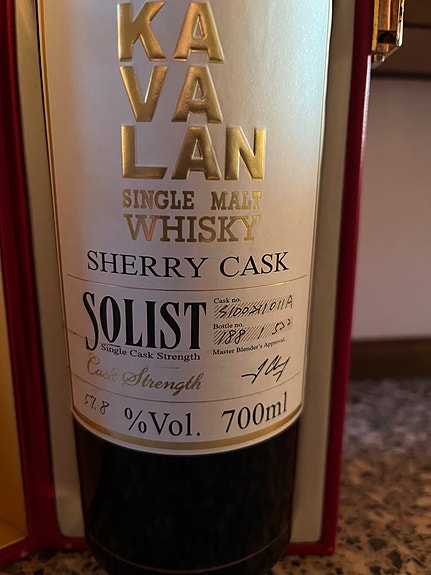 KA
VA
LAN
SINGLE MALT
WHISKY
SHERRY CASK
SOLIST
Single Cask Strength
Cask no.
Bottle no.
188 /
Master Blender's Approval,
Cask Strength
57.8 %Vol. 700ml